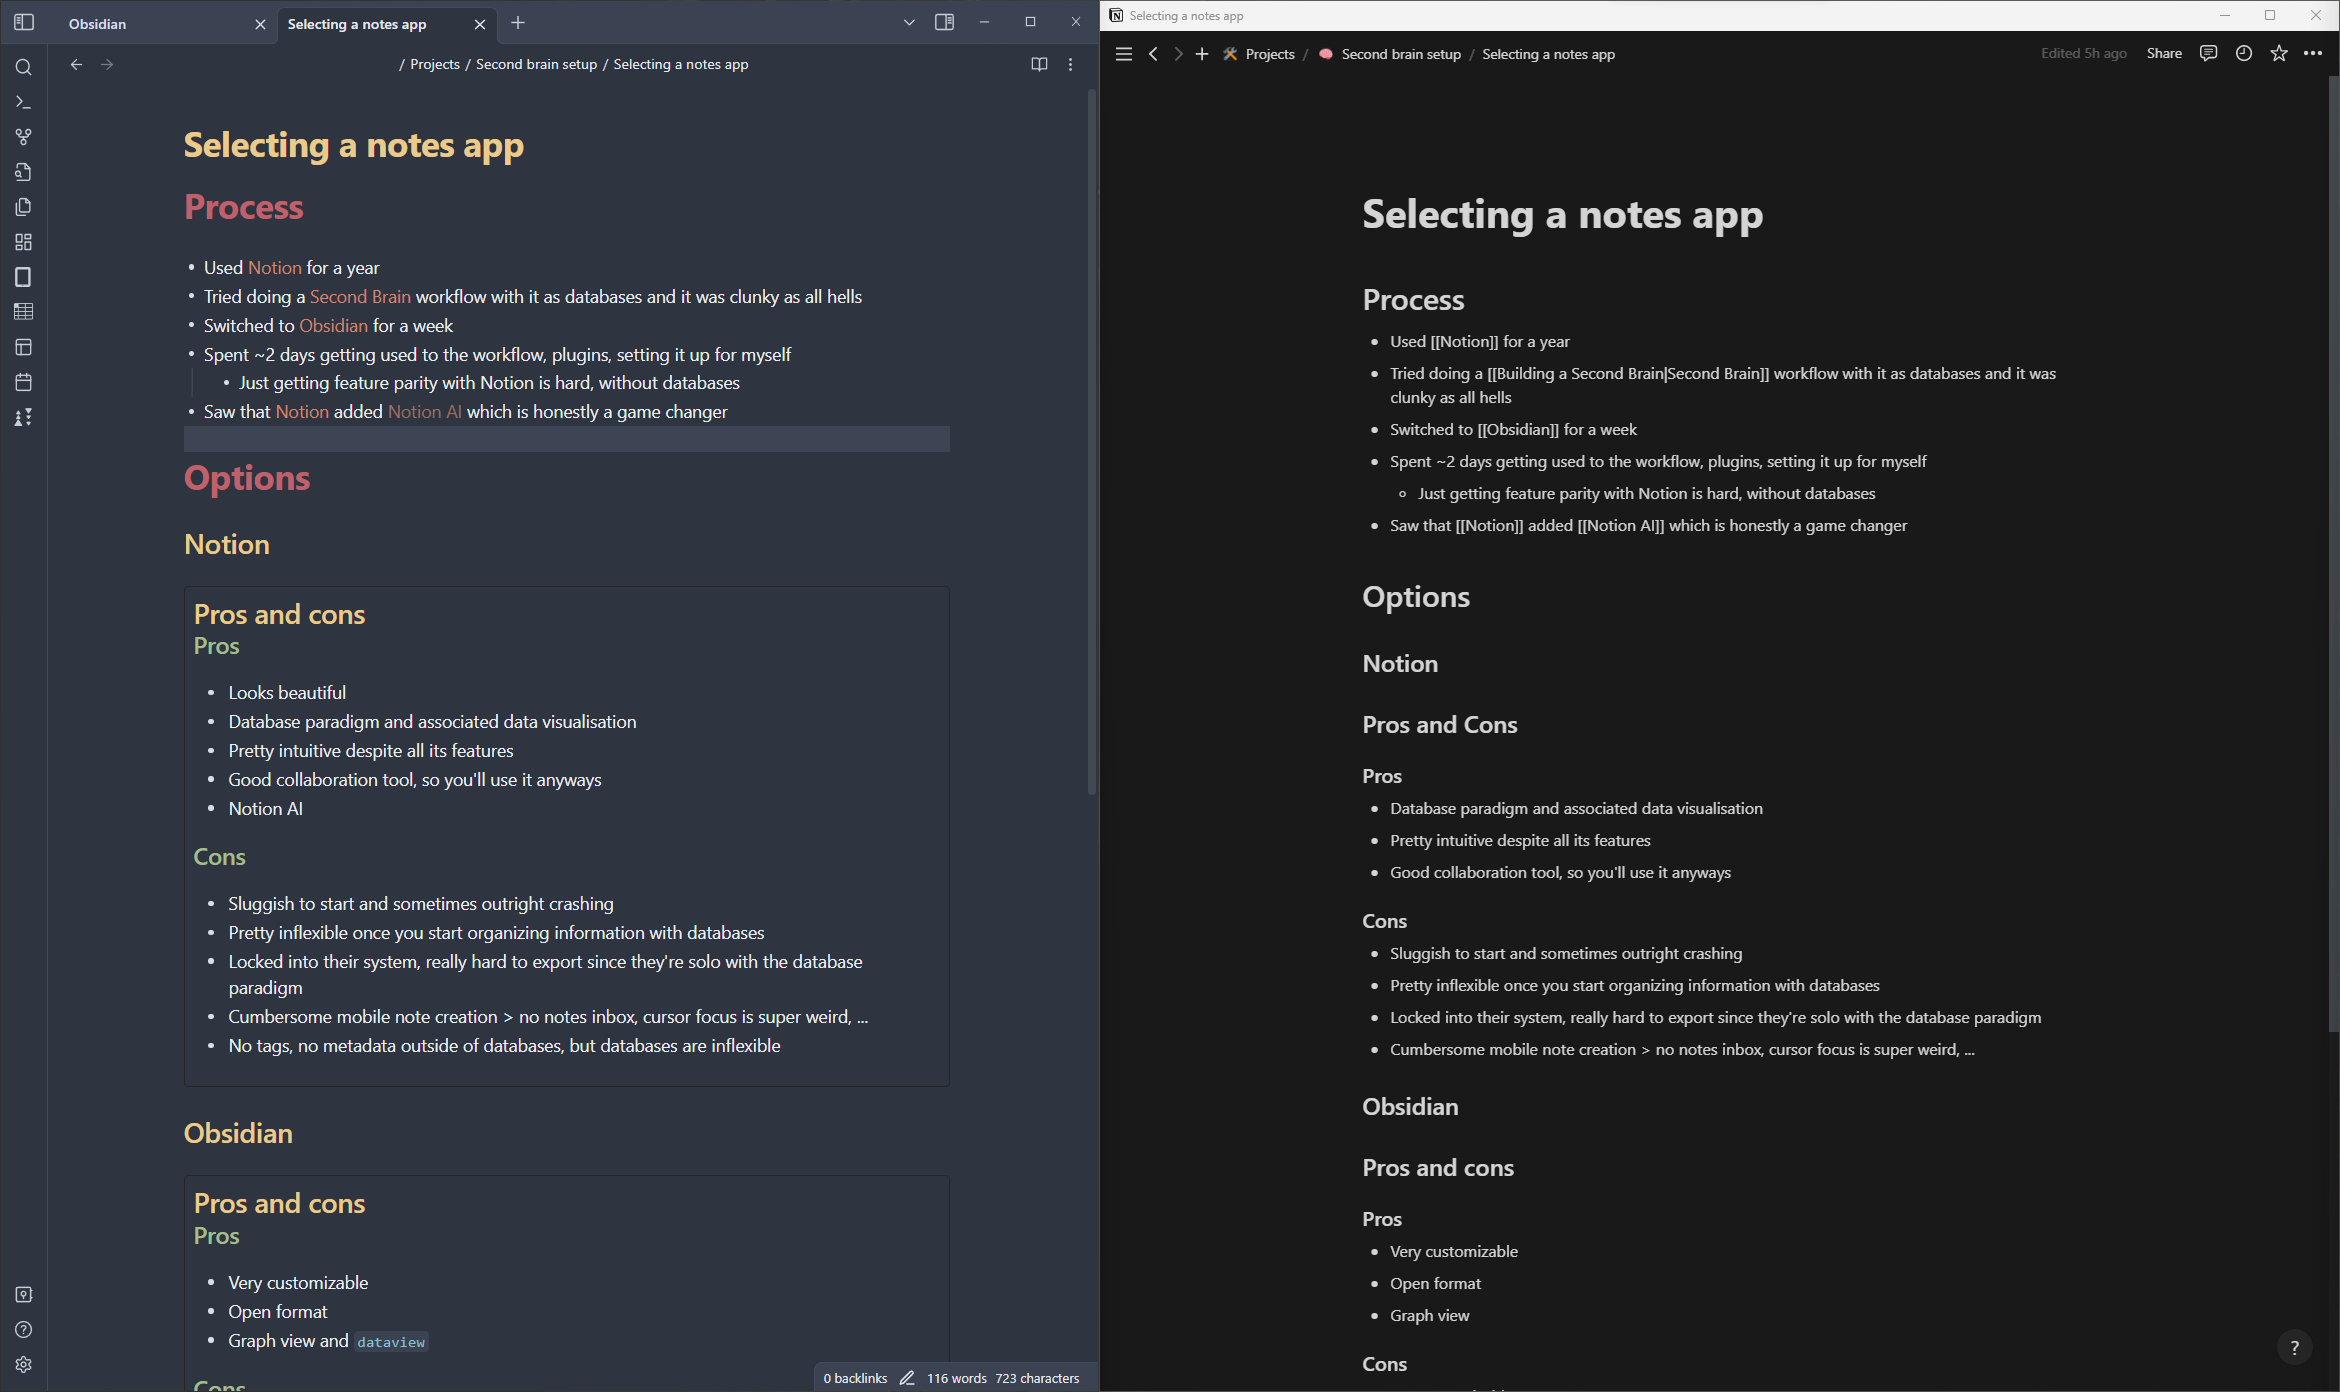 Obsidian
Selecting a notes app
/ Projects / Second brain setup / Selecting a notes app
Selecting a notes app
Process
• Used Notion for a year
• Tried doing a Second Brain workflow with it as databases and it was clunky as all hells
• Switched to Obsidian for a week
• Spent ~2 days getting used to the workflow, plugins, setting it up for myself
• Just getting feature parity with Notion is hard, without databases
• Saw that Notion added Notion AI which is honestly a game changer
Options
Notion
Pros and cons
Pros
• Looks beautiful
• Database paradigm and associated data visualisation
• Pretty intuitive despite all its features
• Good collaboration tool, so you'll use it anyways
• Notion AI
Cons
• Sluggish to start and sometimes outright crashing
• Pretty inflexible once you start organizing information with databases
• Locked into their system, really hard to export since they're solo with the database
paradigm
• Cumbersome mobile note creation > no notes inbox, cursor focus is super weird, ...
• No tags, no metadata outside of databases, but databases are inflexible
Obsidian
Pros and cons
Pros
• Very customizable
• Open format
• Graph view and dataview
Cons
0 backlinks 116 words 723 characters
Selecting a notes app
Projects / Second brain setup / Selecting a notes app
Edited 5h ago Share
Selecting a notes app
Process
• Used [[Notion]] for a year
• Tried doing a [[Building a Second Brain|Second Brain]] workflow with it as databases and it was
clunky as all hells
• Switched to [[Obsidian]] for a week
• Spent ~2 days getting used to the workflow, plugins, setting it up for myself
◦ Just getting feature parity with Notion is hard, without databases
• Saw that [[Notion]] added [[Notion AI]] which is honestly a game changer
Options
Notion
Pros and Cons
Pros
• Database paradigm and associated data visualisation
• Pretty intuitive despite all its features
• Good collaboration tool, so you'll use it anyways
Cons
• Sluggish to start and sometimes outright crashing
• Pretty inflexible once you start organizing information with databases
• Locked into their system, really hard to export since they're solo with the database paradigm
• Cumbersome mobile note creation > no notes inbox, cursor focus is super weird, ...
Obsidian
Pros and cons
Pros
• Very customizable
• Open format
• Graph view
Cons
?